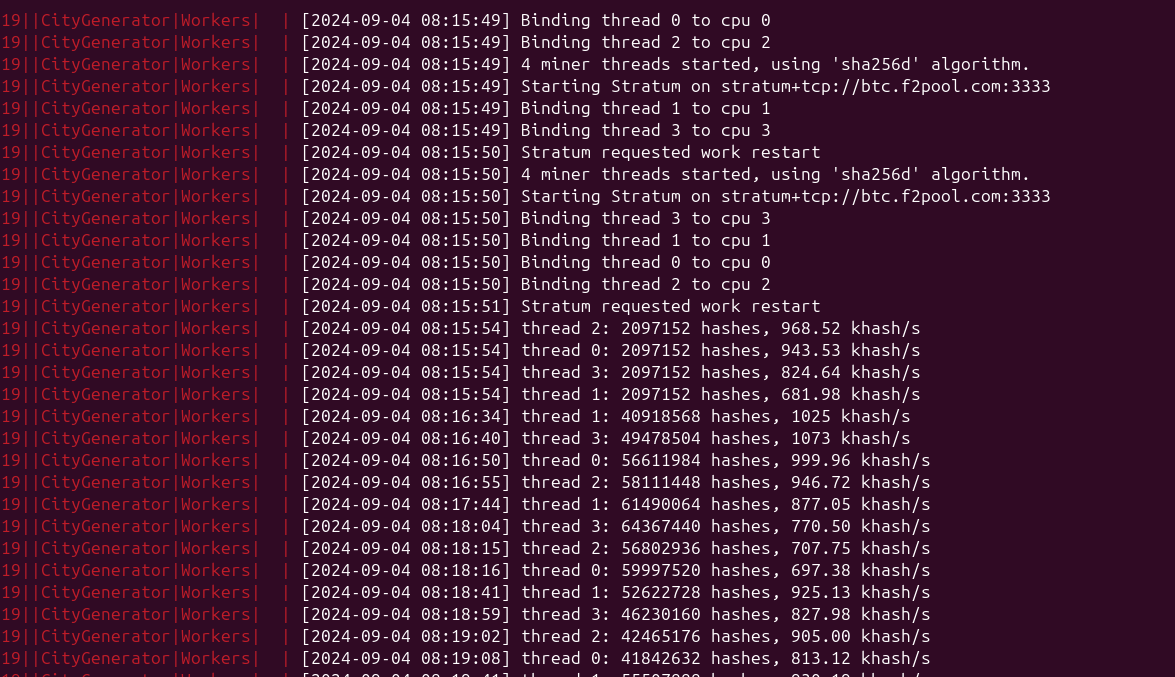 19||CityGenerator|Workers|  | [2024-09-04 08:15:49] Binding thread 0 to cpu 0
19||CityGenerator|Workers|  | [2024-09-04 08:15:49] Binding thread 2 to cpu 2
19||CityGenerator|Workers|  | [2024-09-04 08:15:49] 4 miner threads started, using 'sha256d' algorithm.
19||CityGenerator|Workers|  | [2024-09-04 08:15:49] Starting Stratum on stratum+tcp://btc.f2pool.com:3333
19||CityGenerator|Workers|  | [2024-09-04 08:15:49] Binding thread 1 to cpu 1
19||CityGenerator|Workers|  | [2024-09-04 08:15:49] Binding thread 3 to cpu 3
19||CityGenerator|Workers|  | [2024-09-04 08:15:50] Stratum requested work restart
19||CityGenerator|Workers|  | [2024-09-04 08:15:50] 4 miner threads started, using 'sha256d' algorithm.
19||CityGenerator|Workers|  | [2024-09-04 08:15:50] Starting Stratum on stratum+tcp://btc.f2pool.com:3333
19||CityGenerator|Workers|  | [2024-09-04 08:15:50] Binding thread 3 to cpu 3
19||CityGenerator|Workers|  | [2024-09-04 08:15:50] Binding thread 1 to cpu 1
19||CityGenerator|Workers|  | [2024-09-04 08:15:50] Binding thread 0 to cpu 0
19||CityGenerator|Workers|  | [2024-09-04 08:15:50] Binding thread 2 to cpu 2
19||CityGenerator|Workers|  | [2024-09-04 08:15:51] Stratum requested work restart
19||CityGenerator|Workers|  | [2024-09-04 08:15:54] thread 2: 2097152 hashes, 968.52 khash/s
19||CityGenerator|Workers|  | [2024-09-04 08:15:54] thread 0: 2097152 hashes, 943.53 khash/s
19||CityGenerator|Workers|  | [2024-09-04 08:15:54] thread 3: 2097152 hashes, 824.64 khash/s
19||CityGenerator|Workers|  | [2024-09-04 08:15:54] thread 1: 2097152 hashes, 681.98 khash/s
19||CityGenerator|Workers|  | [2024-09-04 08:16:34] thread 1: 40918568 hashes, 1025 khash/s
19||CityGenerator|Workers|  | [2024-09-04 08:16:40] thread 3: 49478504 hashes, 1073 khash/s
19||CityGenerator|Workers|  | [2024-09-04 08:16:50] thread 0: 56611984 hashes, 999.96 khash/s
19||CityGenerator|Workers|  | [2024-09-04 08:16:55] thread 2: 58111448 hashes, 946.72 khash/s
19||CityGenerator|Workers|  | [2024-09-04 08:17:44] thread 1: 61490064 hashes, 877.05 khash/s
19||CityGenerator|Workers|  | [2024-09-04 08:18:04] thread 3: 64367440 hashes, 770.50 khash/s
19||CityGenerator|Workers|  | [2024-09-04 08:18:15] thread 2: 56802936 hashes, 707.75 khash/s
19||CityGenerator|Workers|  | [2024-09-04 08:18:16] thread 0: 59997520 hashes, 697.38 khash/s
19||CityGenerator|Workers|  | [2024-09-04 08:18:41] thread 1: 52622728 hashes, 925.13 khash/s
19||CityGenerator|Workers|  | [2024-09-04 08:18:59] thread 3: 46230160 hashes, 827.98 khash/s
19||CityGenerator|Workers|  | [2024-09-04 08:19:02] thread 2: 42465176 hashes, 905.00 khash/s
19||CityGenerator|Workers|  | [2024-09-04 08:19:08] thread 0: 41842632 hashes, 813.12 khash/s